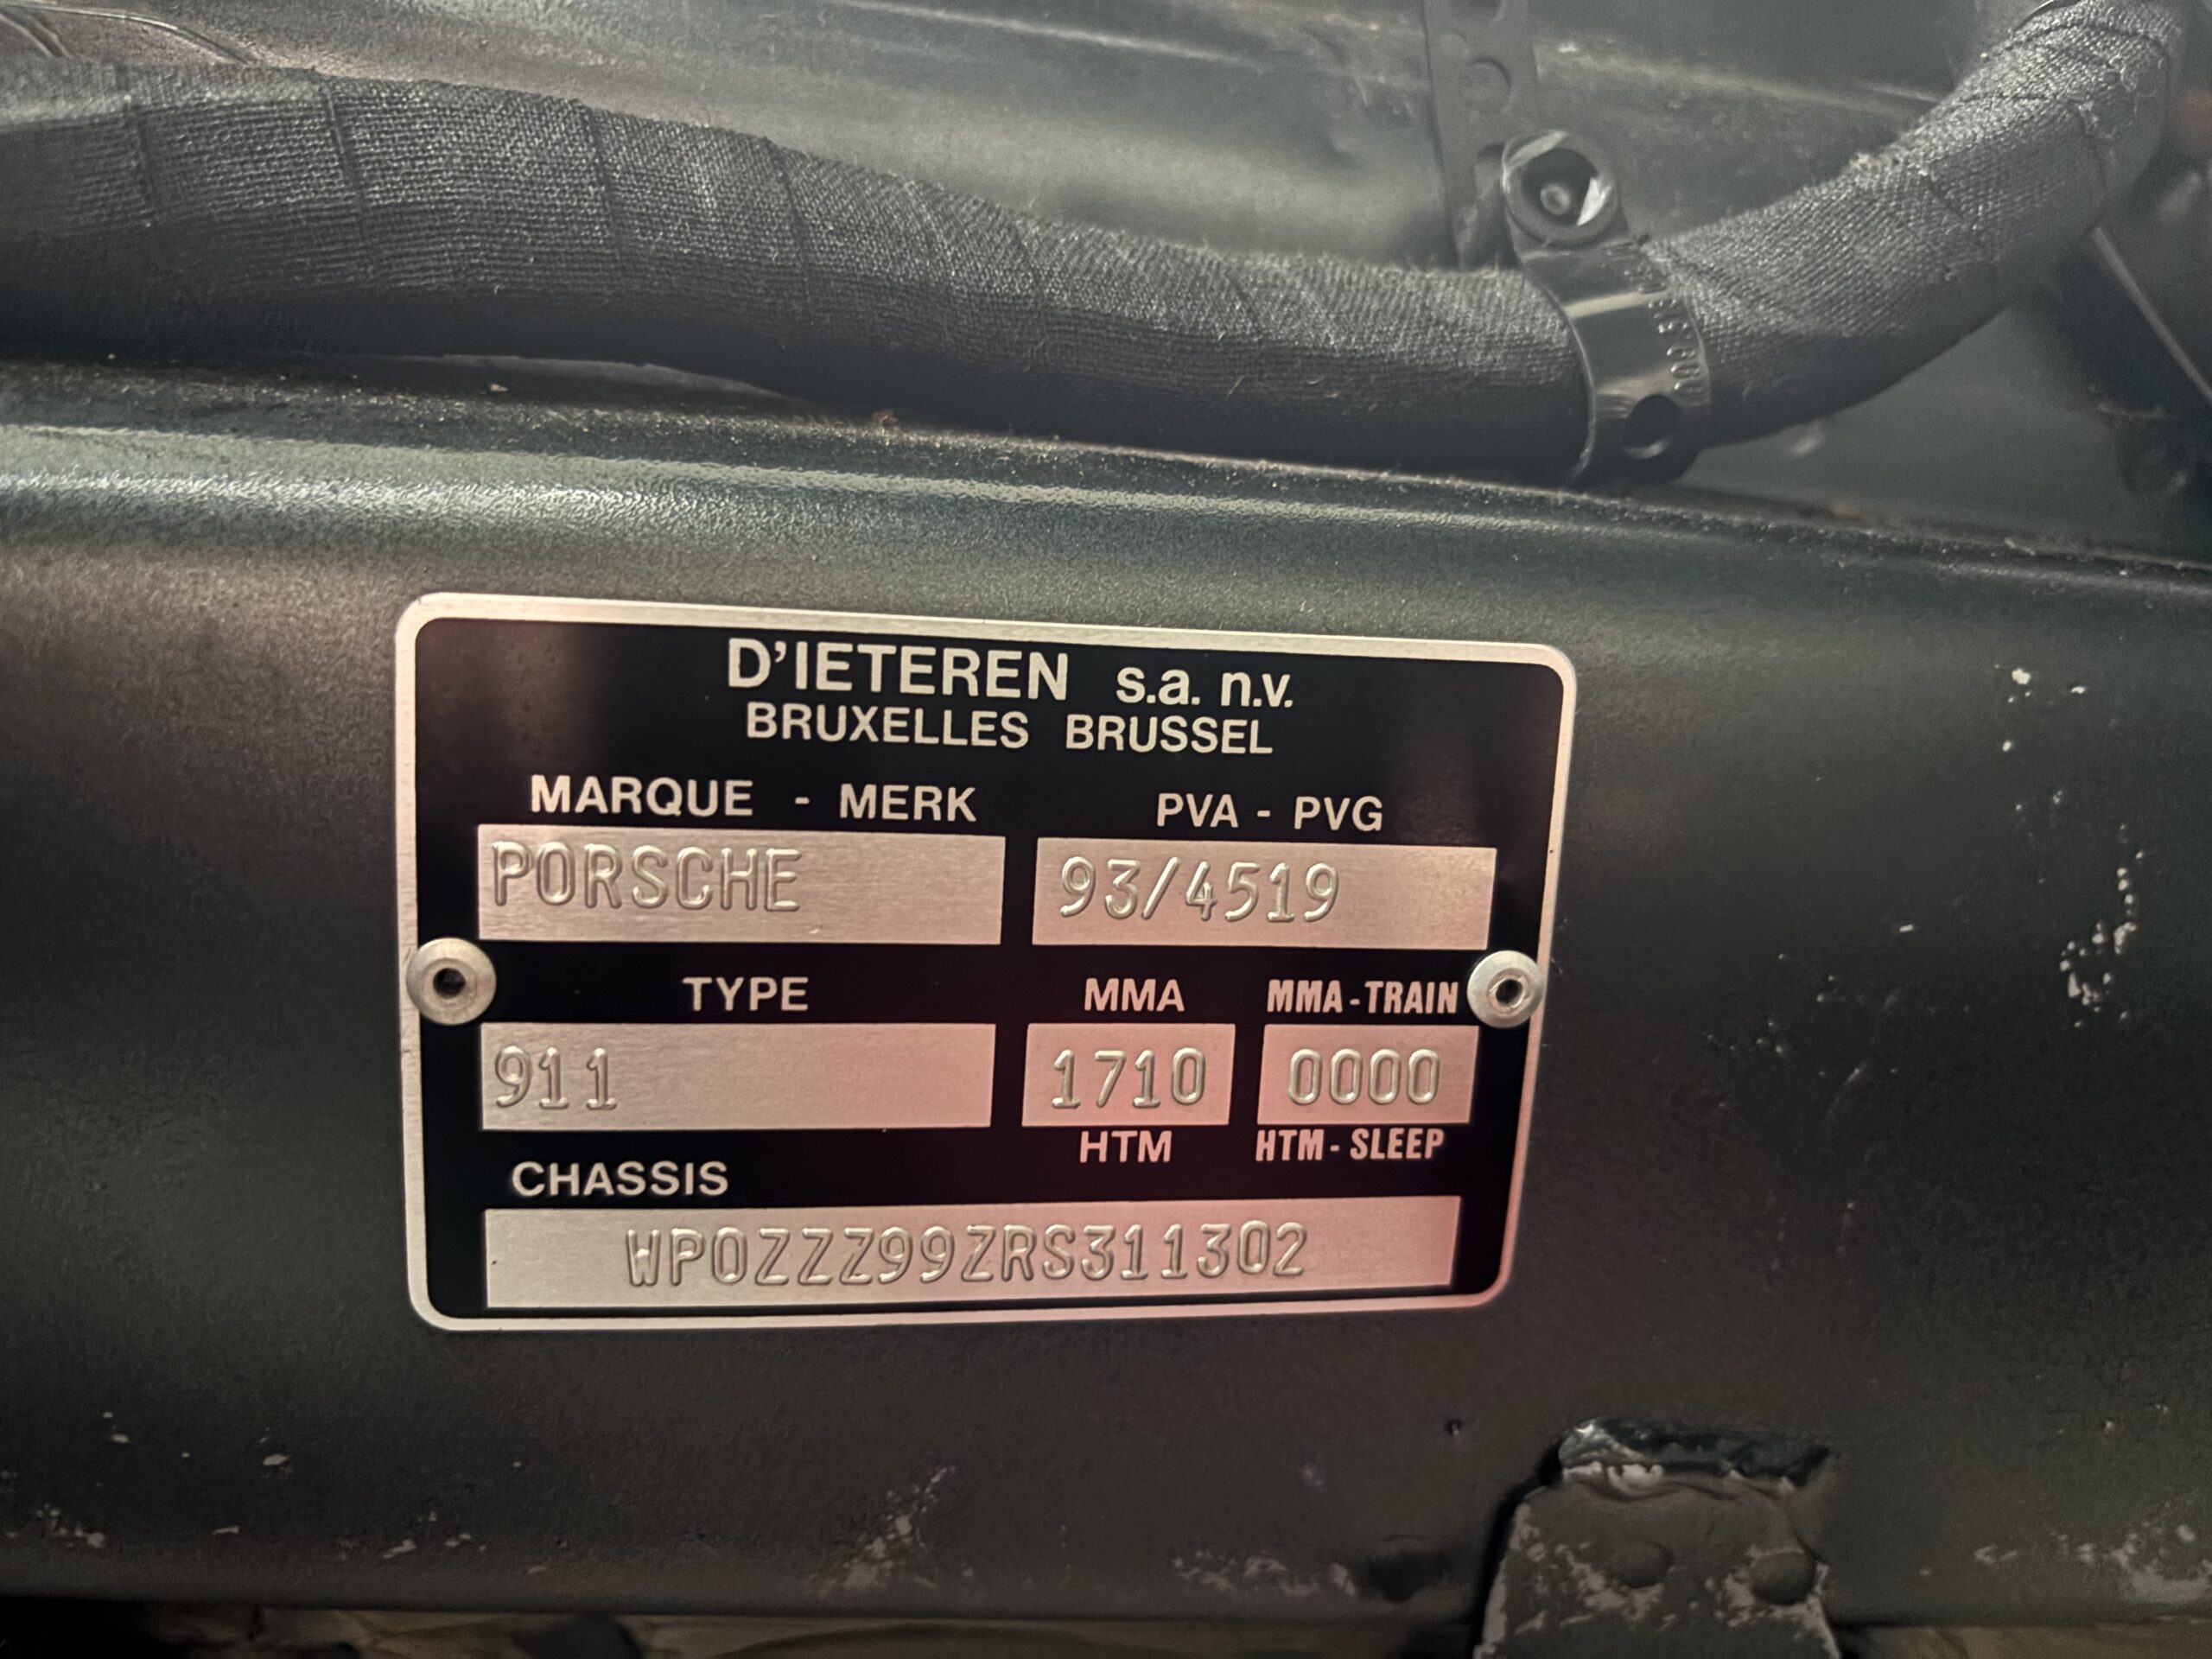 D'IETEREN s.a. n.v.
BRUXELLES BRUSSEL
MARQUE - MERK PVA - PVG
PORSCHE 93/4519
TYPE MMA MMA-TRAIN
911 1710 0000
HTM HTM-SLEEP
CHASSIS
WP0ZZZ99ZRS311302